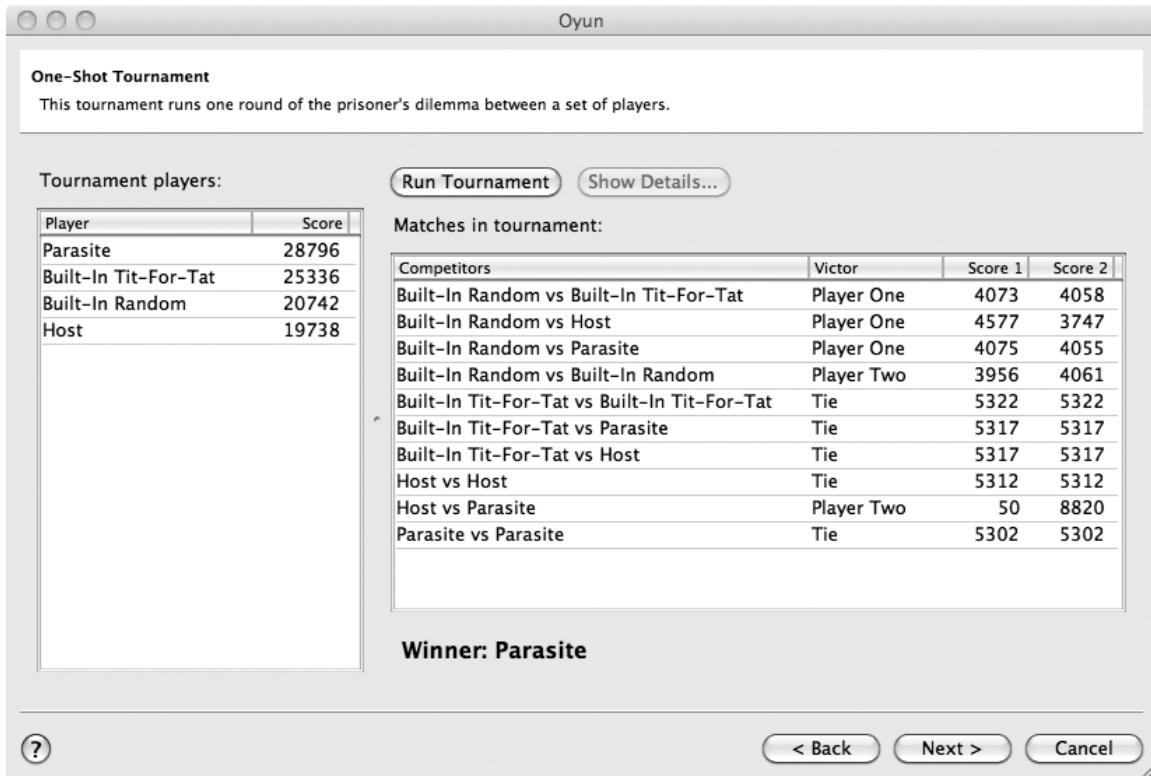 Oyun
One-Shot Tournament
This tournament runs one round of the prisoner's dilemma between a set of players.
Tournament players:
Player Score
Parasite 28796
Built-In Tit-For-Tat 25336
Built-In Random 20742
Host 19738
Run Tournament Show Details...
Matches in tournament:
Competitors Victor Score 1 Score 2
Built-In Random vs Built-In Tit-For-Tat Player One 4073 4058
Built-In Random vs Host Player One 4577 3747
Built-In Random vs Parasite Player One 4075 4055
Built-In Random vs Built-In Random Player Two 3956 4061
Built-In Tit-For-Tat vs Built-In Tit-For-Tat Tie 5322 5322
Built-In Tit-For-Tat vs Parasite Tie 5317 5317
Built-In Tit-For-Tat vs Host Tie 5317 5317
Host vs Host Tie 5312 5312
Host vs Parasite Player Two 50 8820
Parasite vs Parasite Tie 5302 5302
Winner: Parasite
? < Back Next > Cancel